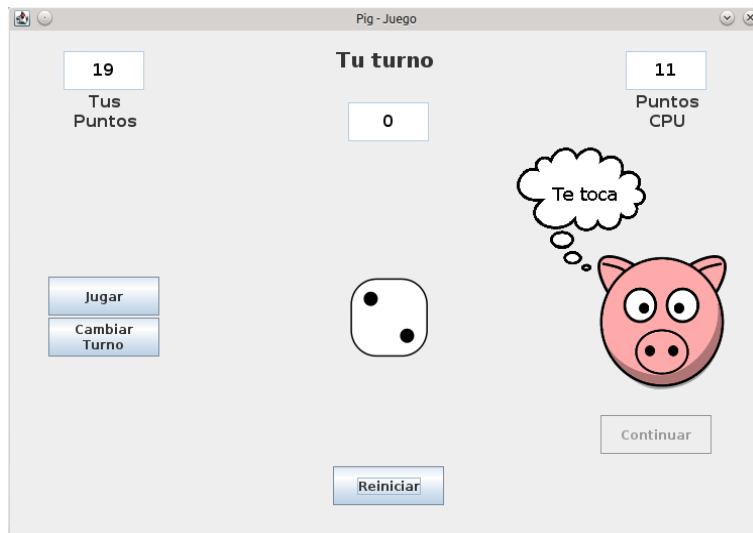 Pig - Juego
19
Tus
Puntos
Tu turno
0
11
Puntos
CPU
Te toca
Jugar
Cambiar
Turno
Continuar
Reiniciar